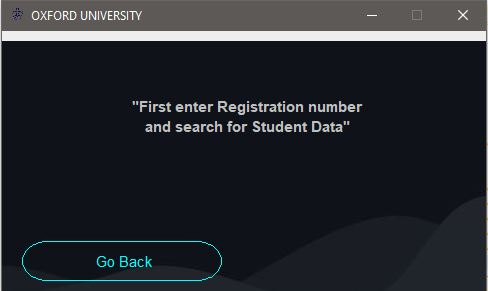 OXFORD UNIVERSITY
"First enter Registration number
and search for Student Data"
Go Back